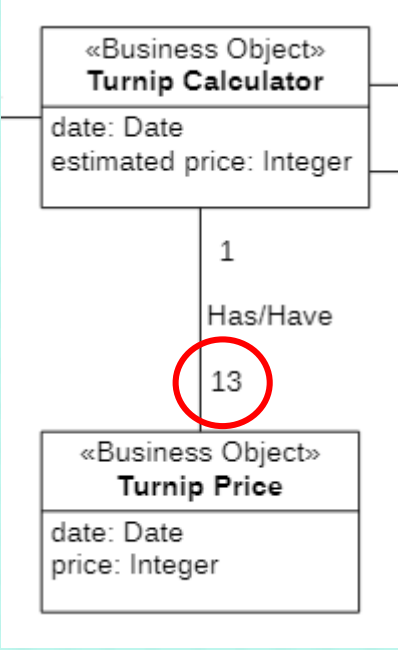 «Business Object»
Turnip Calculator
date: Date
estimated price: Integer
1
Has/Have
13
«Business Object»
Turnip Price
date: Date
price: Integer